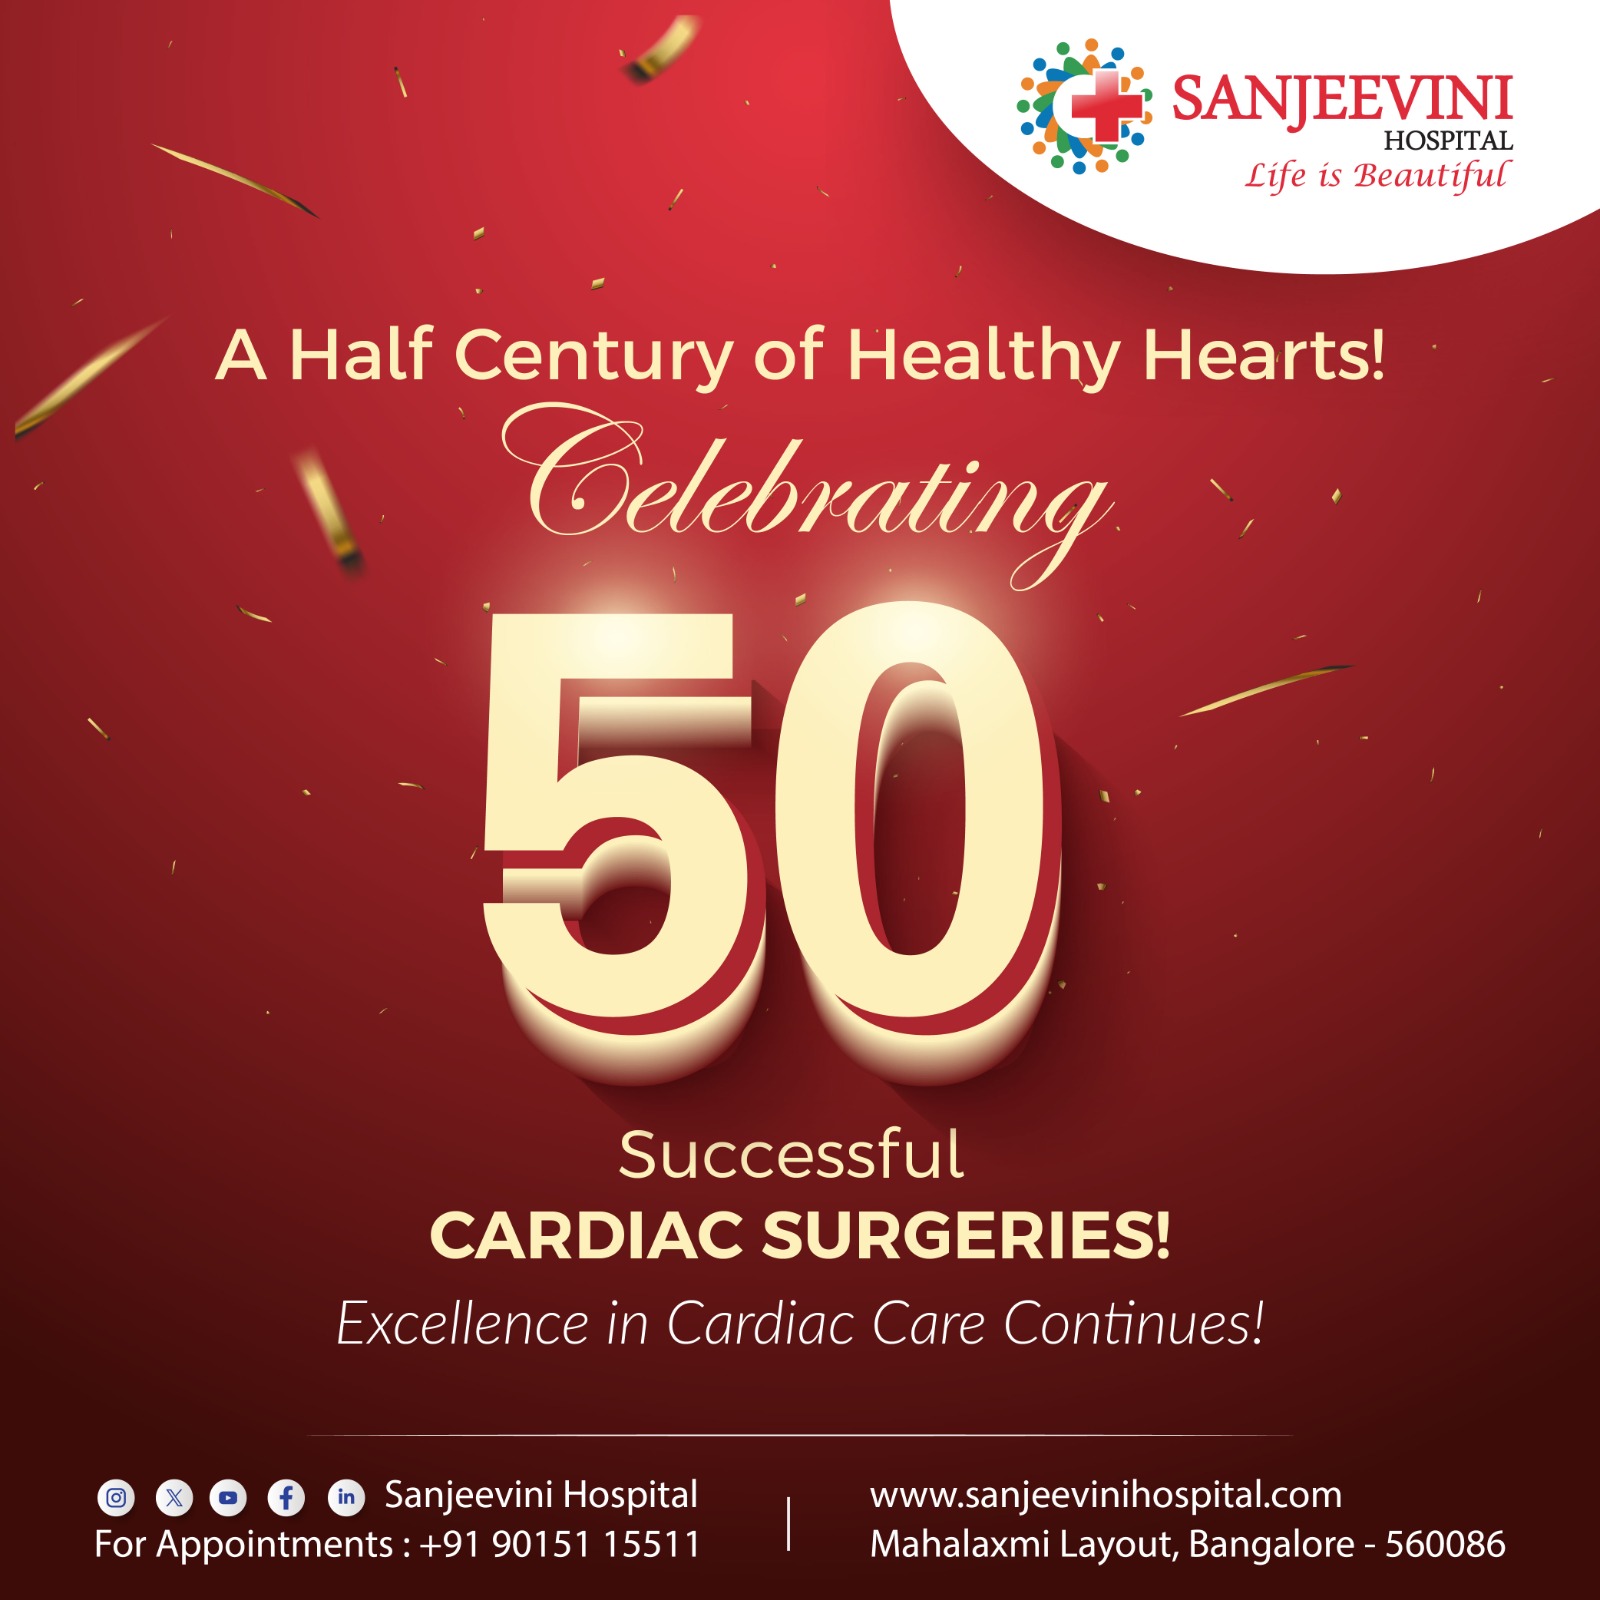 SANJEEVINI
HOSPITAL
Life is Beautiful
A Half Century of Healthy Hearts!
Celebrating
50
Successful
CARDIAC SURGERIES!
Excellence in Cardiac Care Continues!
Sanjeevini Hospital
For Appointments : +91 90151 15511
www.sanjeevinihospital.com
Mahalaxmi Layout, Bangalore - 560086